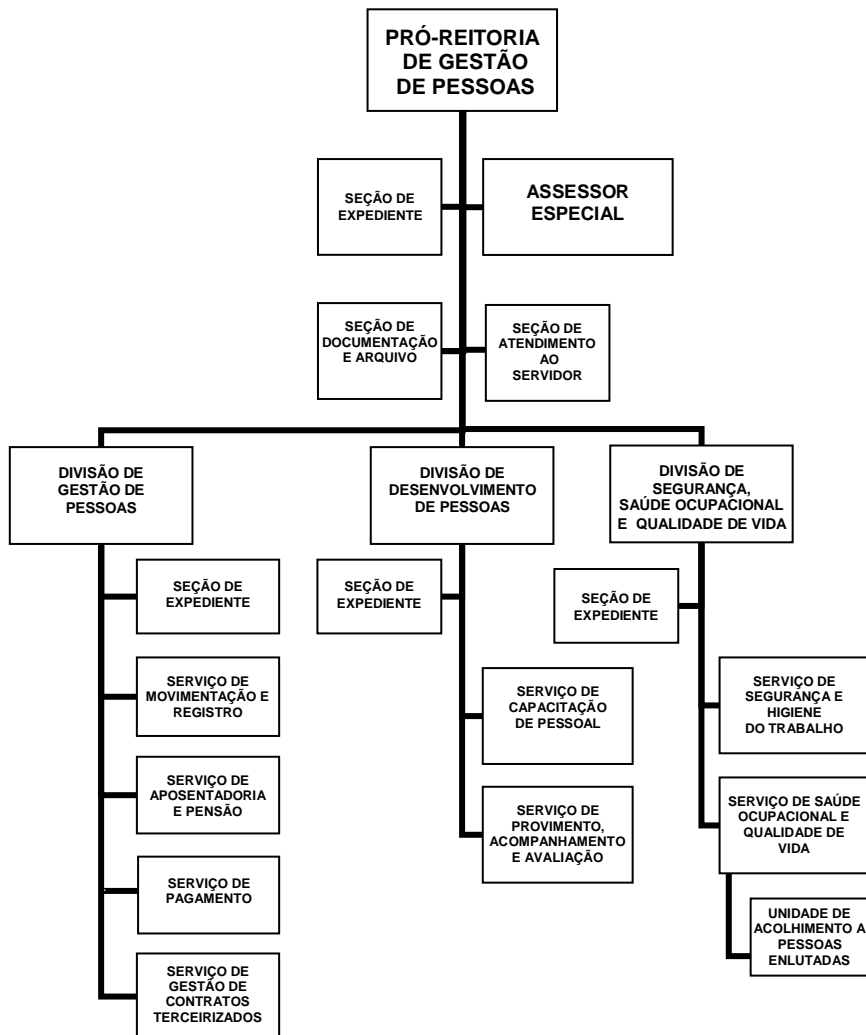 PRÓ-REITORIA
DE GESTÃO
DE PESSOAS
SEÇÃO DE
EXPEDIENTE
ASSESSOR
ESPECIAL
SEÇÃO DE
DOCUMENTAÇÃO
E ARQUIVO
SEÇÃO DE
ATENDIMENTO
AO
SERVIDOR
DIVISÃO DE
GESTÃO DE
PESSOAS
DIVISÃO DE
DESENVOLVIMENTO
DE PESSOAS
DIVISÃO DE
SEGURANÇA,
SAÚDE OCUPACIONAL
E QUALIDADE DE VIDA
SEÇÃO DE
EXPEDIENTE
SERVIÇO DE
MOVIMENTAÇÃO E
REGISTRO
SERVIÇO DE
APOSENTADORIA
E PENSÃO
SERVIÇO DE
PAGAMENTO
SERVIÇO DE
GESTÃO DE
CONTRATOS
TERCEIRIZADOS
SEÇÃO DE
EXPEDIENTE
SERVIÇO DE
CAPACITAÇÃO
DE PESSOAL
SERVIÇO DE
PROVIMENTO,
ACOMPANHAMENTO
E AVALIAÇÃO
SEÇÃO DE
EXPEDIENTE
SERVIÇO DE
SEGURANÇA E
HIGIENE
DO TRABALHO
SERVIÇO DE SAÚDE
OCUPACIONAL E
QUALIDADE DE
VIDA
UNIDADE DE
ACOLHIMENTO A
PESSOAS
ENLUTADAS